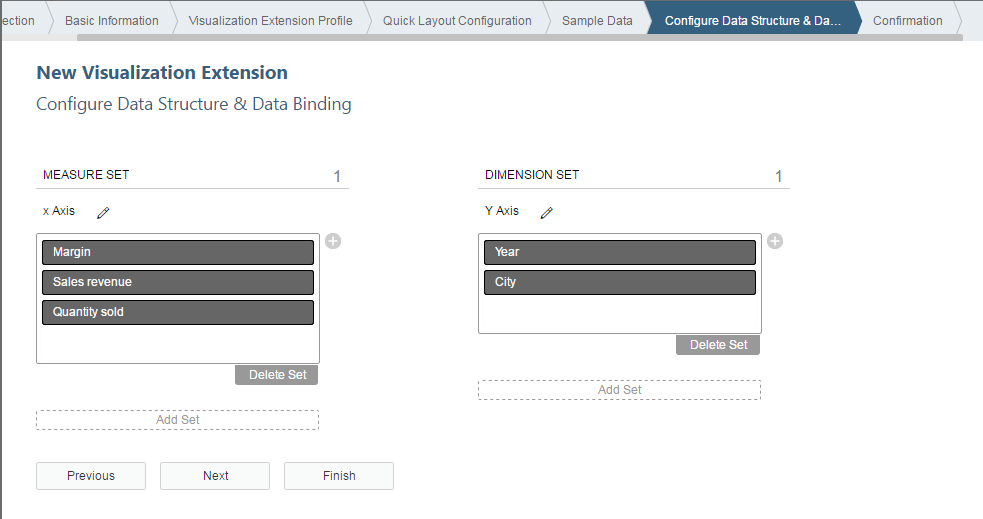 ection
Basic Information
Visualization Extension Profile
Quick Layout Configuration
Sample Data
Configure Data Structure & Da...
Confirmation
New Visualization Extension
Configure Data Structure & Data Binding
MEASURE SET 1
x Axis
Margin
Sales revenue
Quantity sold
Delete Set
Add Set
DIMENSION SET 1
Y Axis
Year
City
Delete Set
Add Set
Previous
Next
Finish